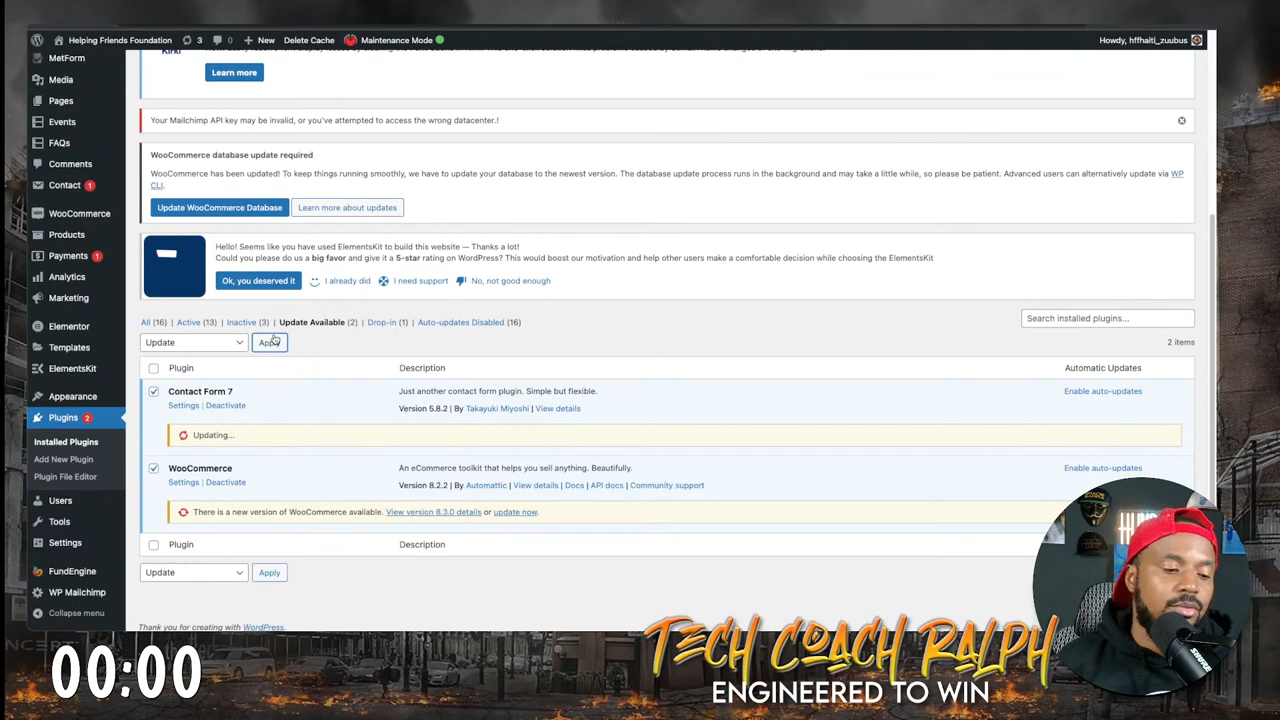 Helping Friends Foundation 3 0 New Delete Cache Maintenance Mode Howdy, hffhaiti_zuubus
MetForm
Media
Pages
Events
FAQs
Comments
Contact 1
WooCommerce
Products
Payments 1
Analytics
Marketing
Elementor
Templates
ElementsKit
Appearance
Plugins 2
Installed Plugins
Add New Plugin
Plugin File Editor
Users
Tools
Settings
FundEngine
WP Mailchimp
Collapse menu
Kirki
Learn more
Your Mailchimp API key may be invalid, or you've attempted to access the wrong datacenter.!
WooCommerce database update required
WooCommerce has been updated! To keep things running smoothly, we have to update your database to the newest version. The database update process runs in the background and may take a little while, so please be patient. Advanced users can alternatively update via WP
CLI.
Update WooCommerce Database Learn more about updates
Hello! Seems like you have used ElementsKit to build this website — Thanks a lot!
Could you please do us a big favor and give it a 5-star rating on WordPress? This would boost our motivation and help other users make a comfortable decision while choosing the ElementsKit
Ok, you deserved it I already did I need support No, not good enough
All (16) | Active (13) | Inactive (3) | Update Available (2) | Drop-in (1) | Auto-updates Disabled (16)
Search installed plugins...
Update Apply 2 items
Plugin Description Automatic Updates
Contact Form 7 Just another contact form plugin. Simple but flexible. Enable auto-updates
Settings | Deactivate Version 5.8.2 | By Takayuki Miyoshi | View details
Updating...
WooCommerce An eCommerce toolkit that helps you sell anything. Beautifully. Enable auto-updates
Settings | Deactivate Version 8.2.2 | By Automattic | View details | Docs | API docs | Community support
There is a new version of WooCommerce available. View version 8.3.0 details or update now.
Plugin Description
Update Apply
Thank you for creating with WordPress.
00:00
TECH COACH RALPH
ENGINEERED TO WIN
SHURE